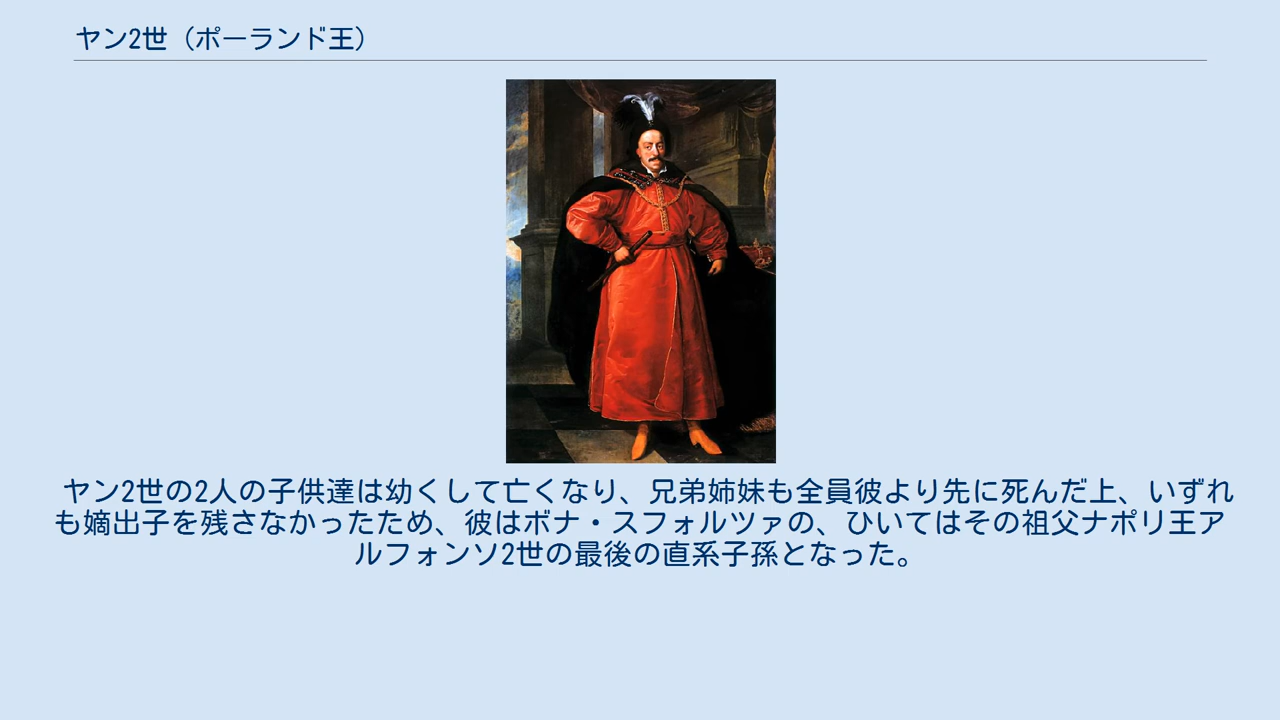 ヤン2世（ポーランド王）
ヤン2世の2人の子供達は幼くして亡くなり、兄弟姉妹も全員彼より先に死んだ上、いずれ
も嫡出子を残さなかったため、彼はボナ・スフォルツァの、ひいてはその祖父ナポリ王ア
ルフォンソ2世の最後の直系子孫となった。